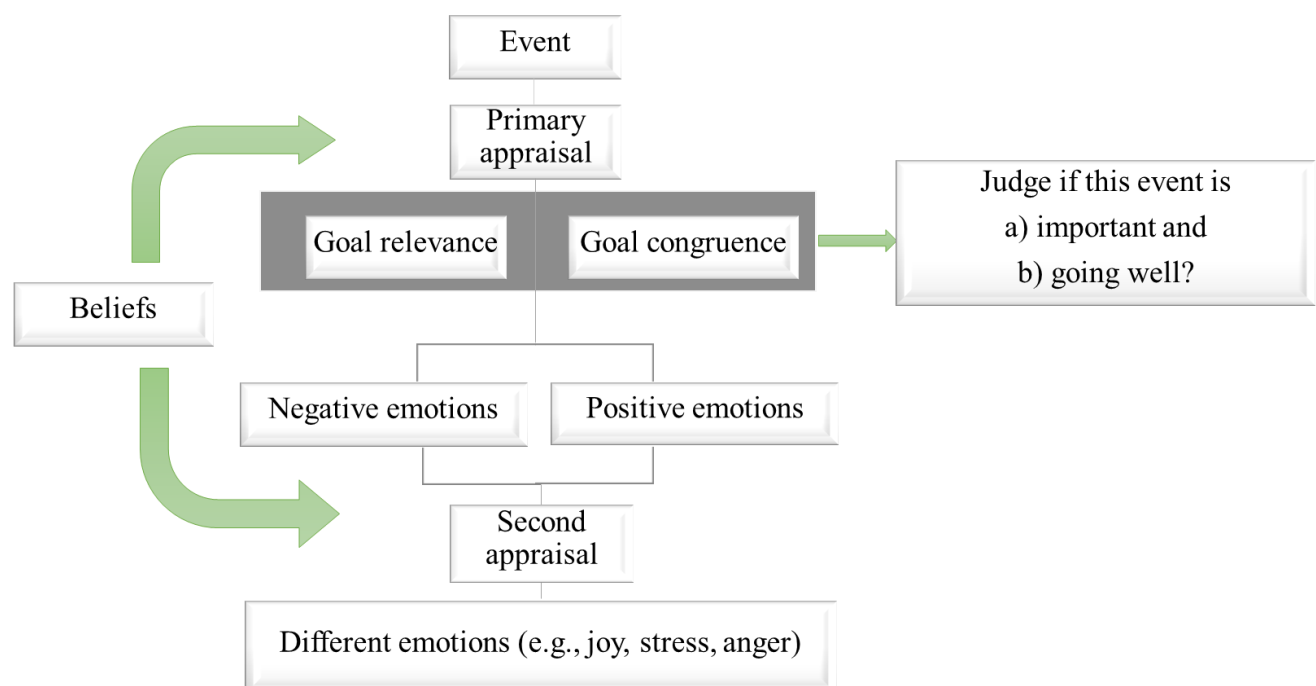 Event
Primary
appraisal
Goal relevance
Goal congruence
Judge if this event is
a) important and
b) going well?
Beliefs
Negative emotions
Positive emotions
Second
appraisal
Different emotions (e.g., joy, stress, anger)